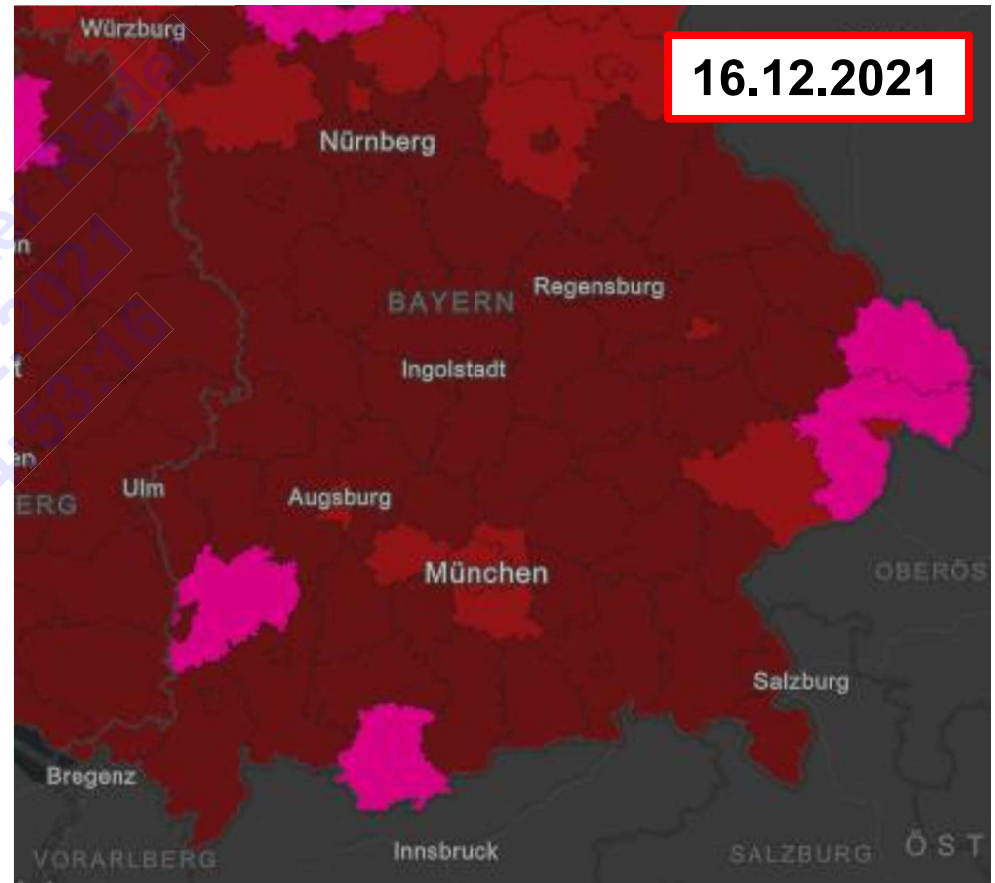 Würzburg
16.12.2021
Nürnberg
Regensburg
BAYERN
Ingolstadt
Ulm
Augsburg
ERG
München
OBERÖS
Salzburg
Bregenz
Innsbruck
VORARLBERG
SALZBURG
ÖST